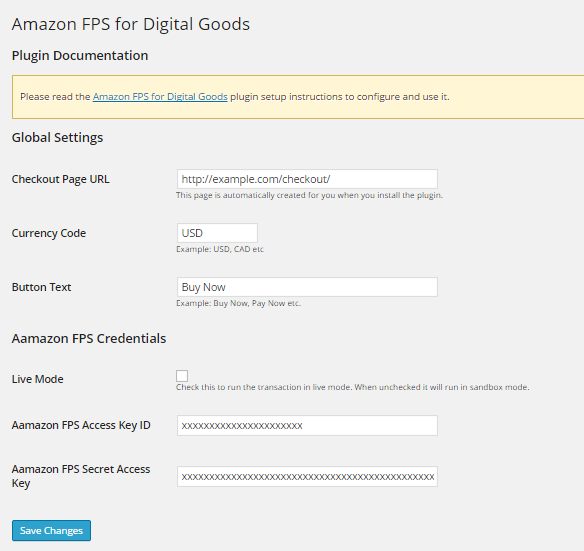 Amazon FPS for Digital Goods
Plugin Documentation
Please read the Amazon FPS for Digital Goods plugin setup instructions to configure and use it.
Global Settings
Checkout Page URL
http://example.com/checkout/
This page is automatically created for you when you install the plugin.
Currency Code
USD
Example: USD, CAD etc
Button Text
Buy Now
Example: Buy Now, Pay Now etc.
Aamazon FPS Credentials
Live Mode
Check this to run the transaction in live mode. When unchecked it will run in sandbox mode.
Aamazon FPS Access Key ID
xxxxxxxxxxxxxxxxxxxxxx
Aamazon FPS Secret Access
Key
xxxxxxxxxxxxxxxxxxxxxxxxxxxxxxxxxxxxxxxxxxxxxx
Save Changes